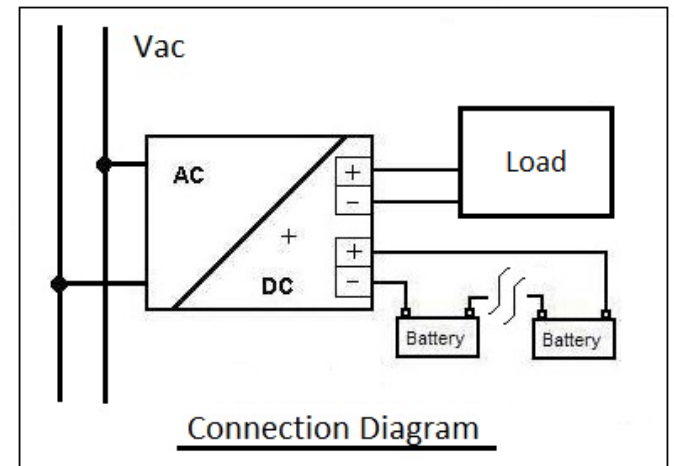 Vac
AC
+
−
Load
+
+
−
DC
Battery
Battery
Connection Diagram